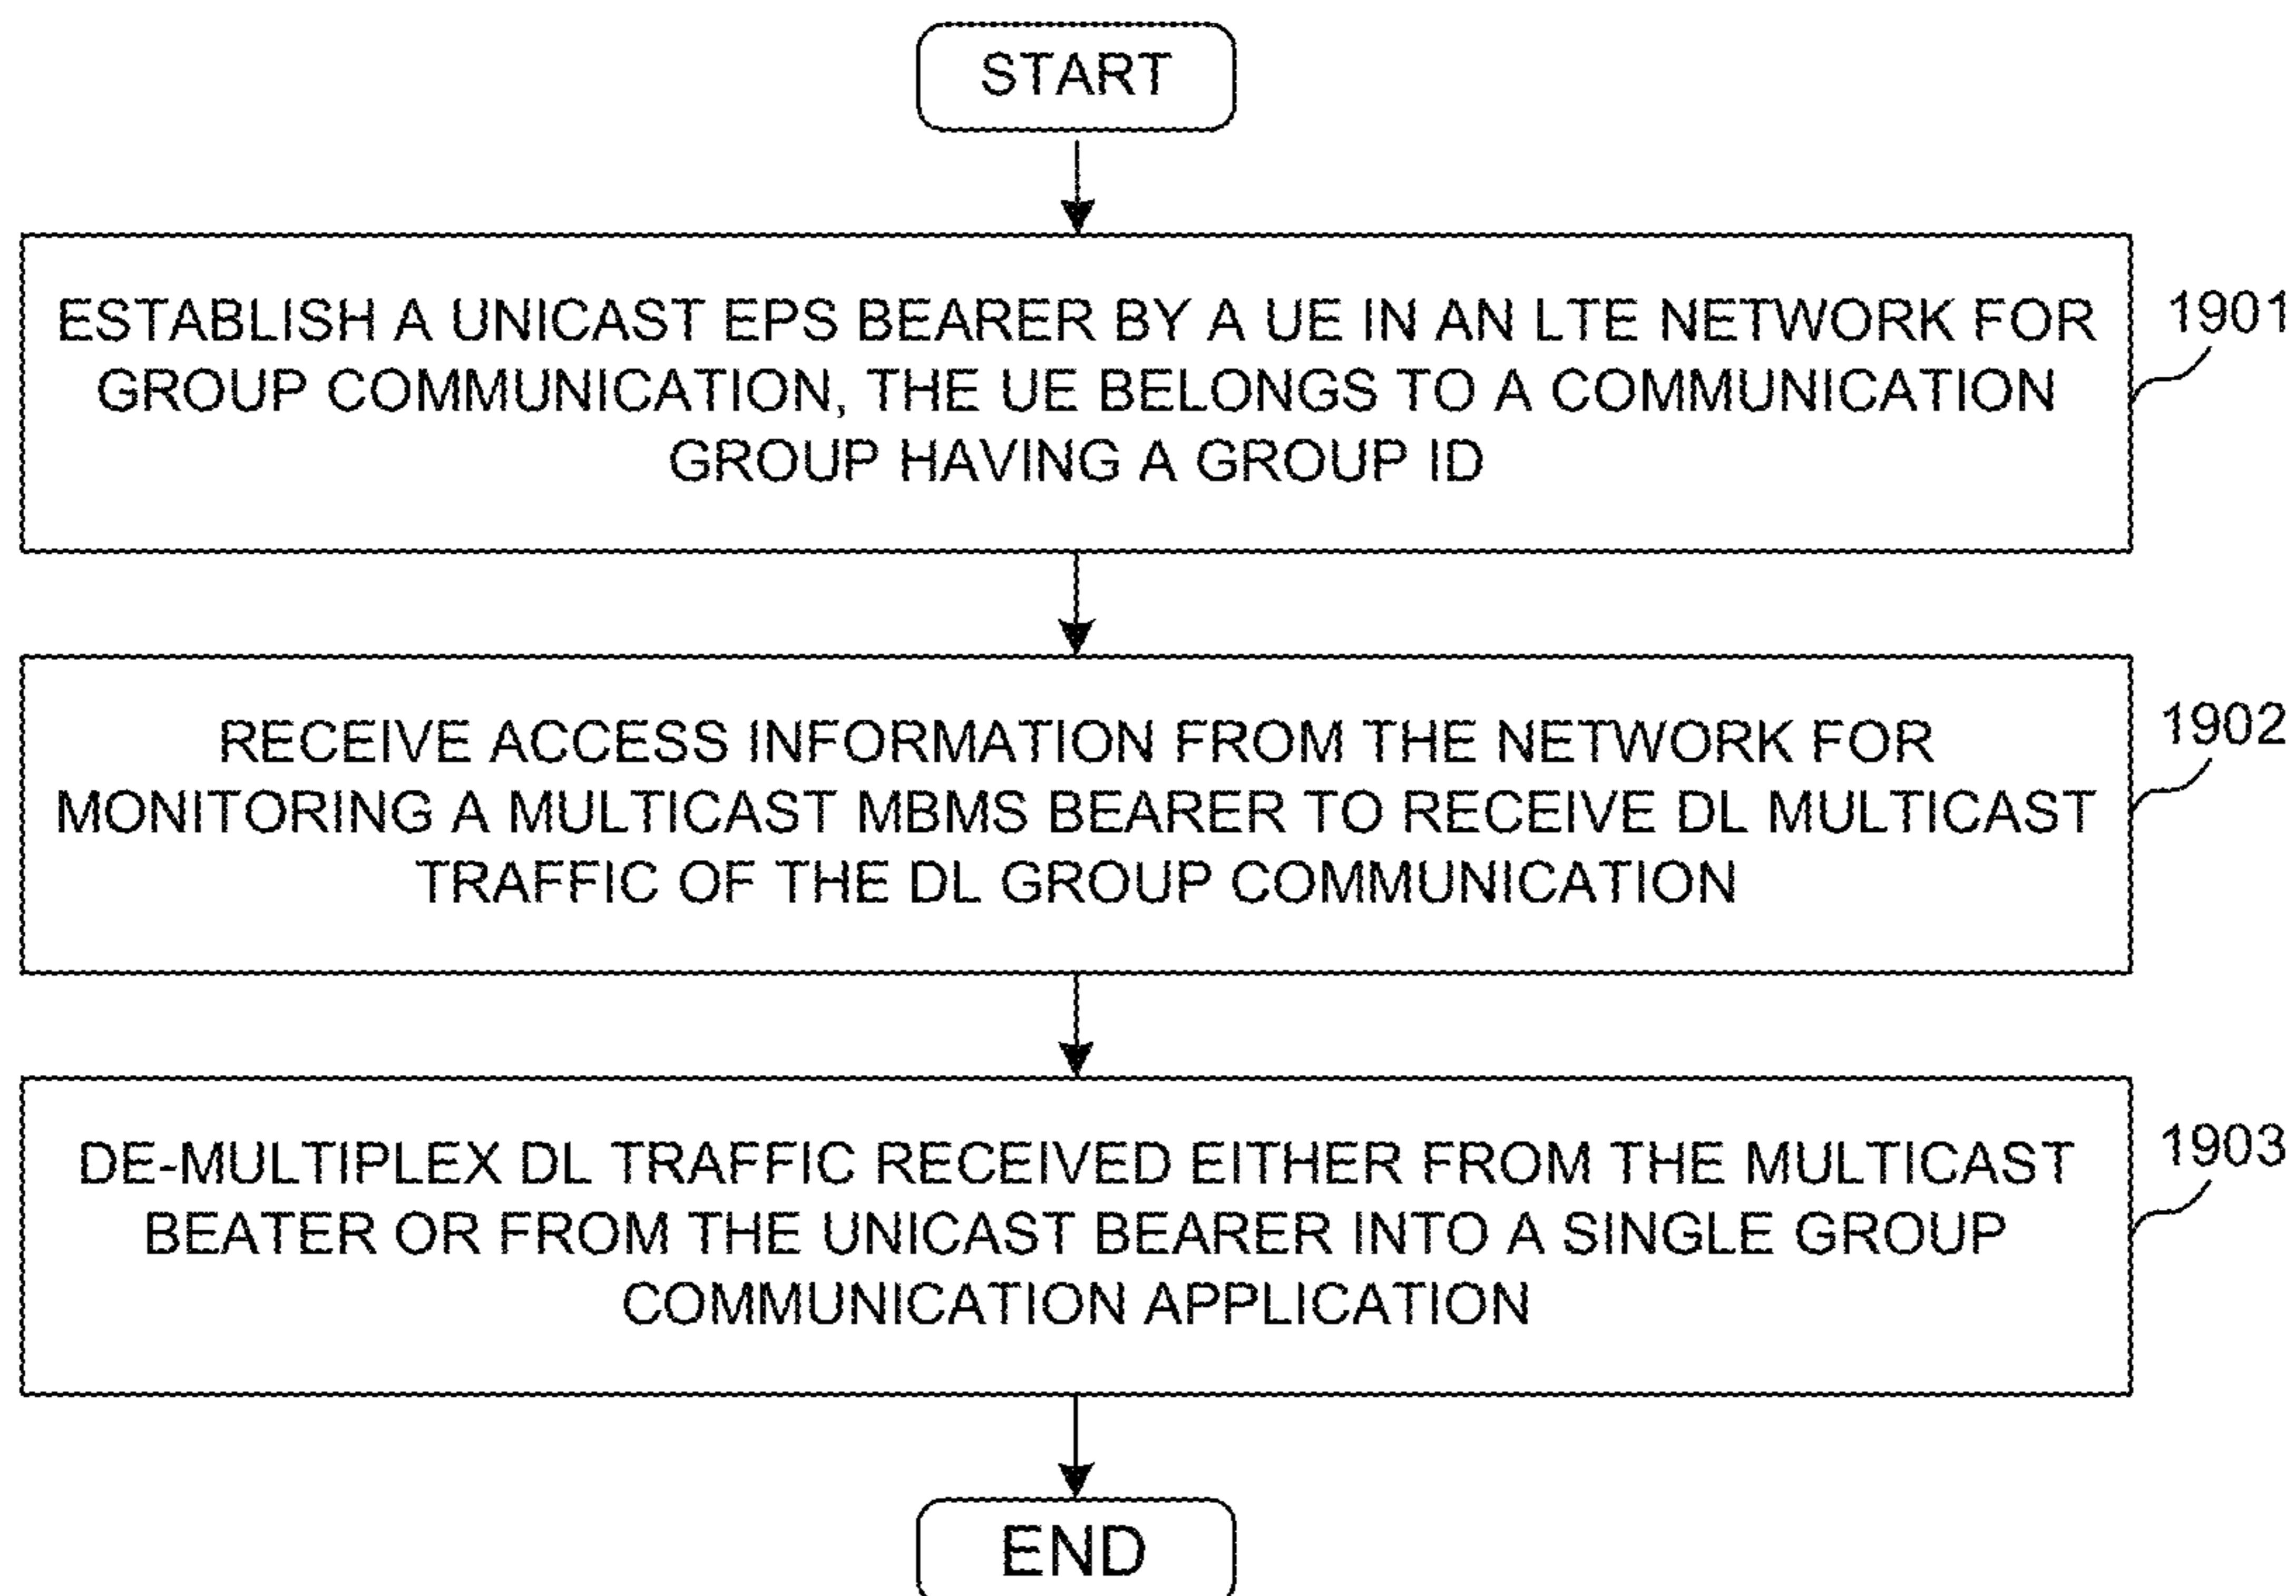 START
ESTABLISH A UNICAST EPS BEARER BY A UE IN AN LTE NETWORK FOR
GROUP COMMUNICATION, THE UE BELONGS TO A COMMUNICATION
GROUP HAVING A GROUP ID
1901
RECEIVE ACCESS INFORMATION FROM THE NETWORK FOR
MONITORING A MULTICAST MBMS BEARER TO RECEIVE DL MULTICAST
TRAFFIC OF THE DL GROUP COMMUNICATION
1902
DE-MULTIPLEX DL TRAFFIC RECEIVED EITHER FROM THE MULTICAST
BEATER OR FROM THE UNICAST BEARER INTO A SINGLE GROUP
COMMUNICATION APPLICATION
1903
END